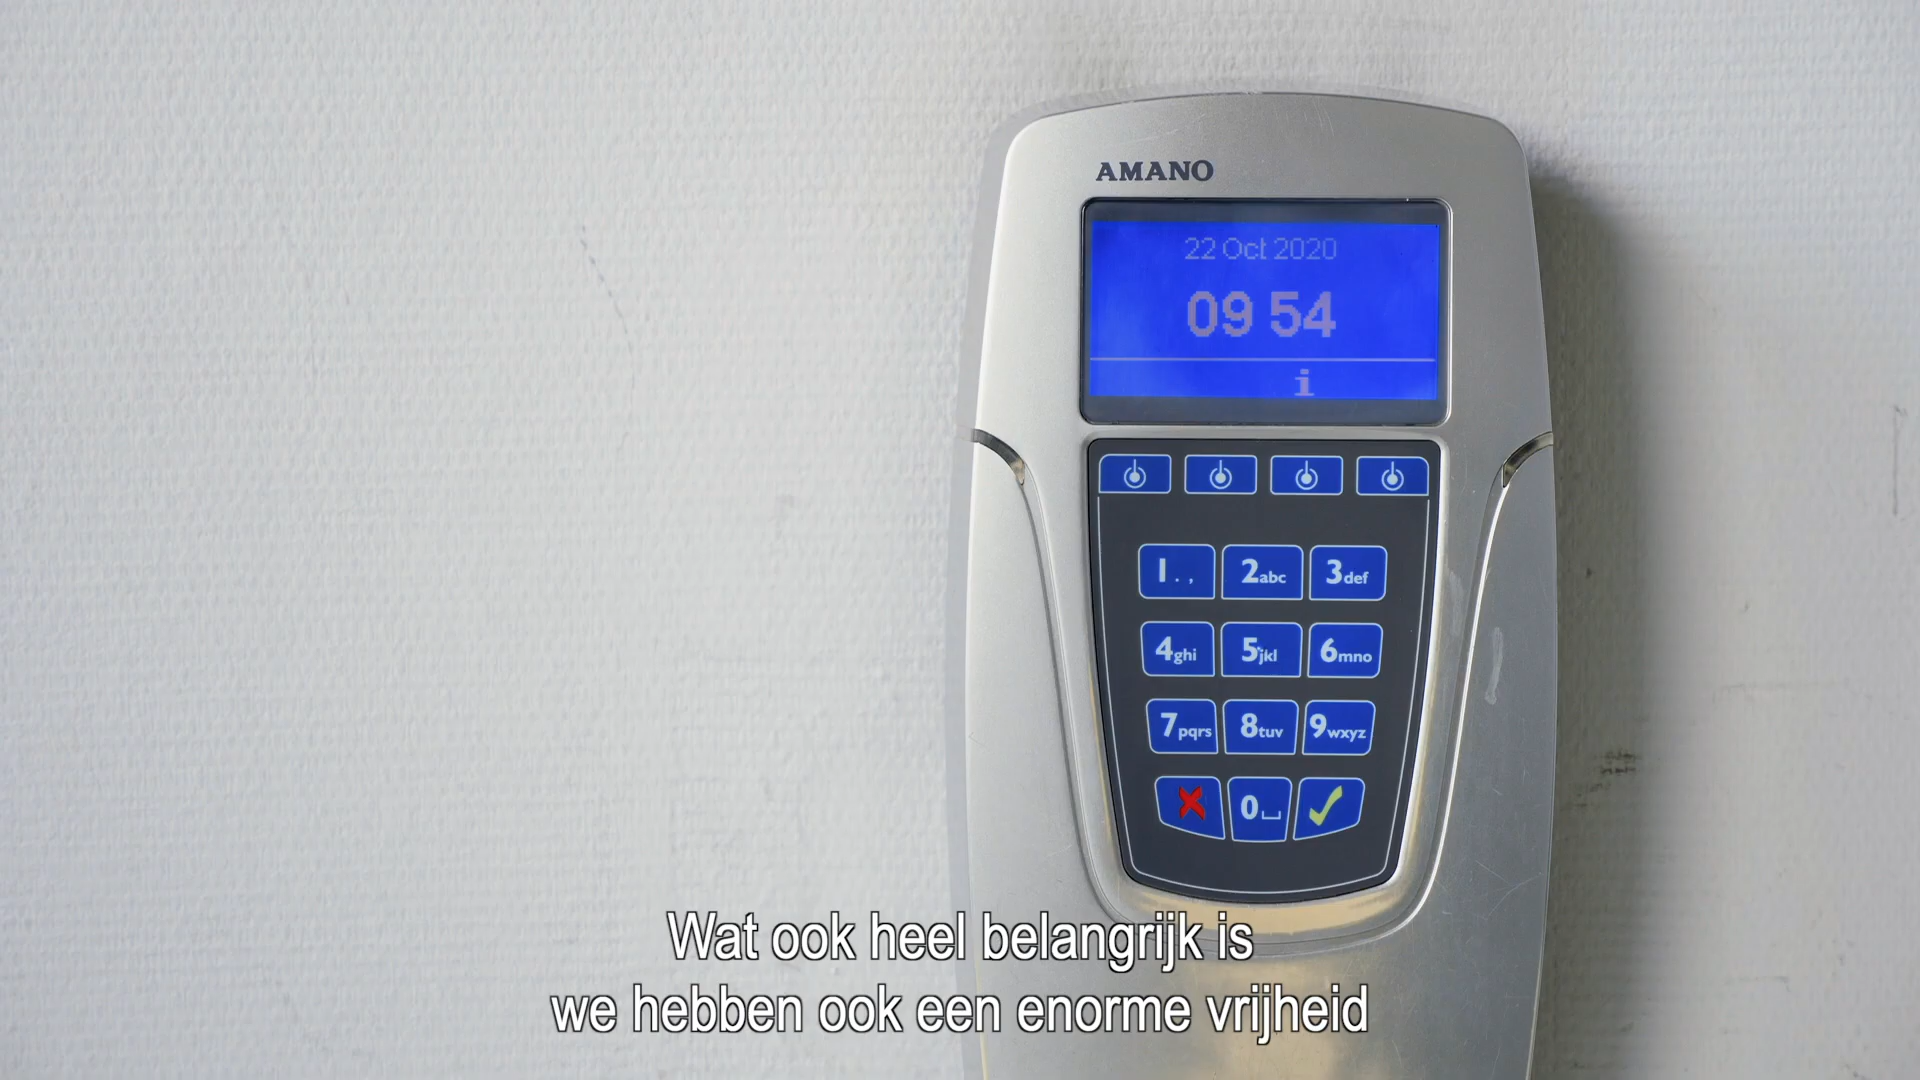 AMANO
22 Oct 2020
09 54
i
1 . , 2abc 3def
4ghi 5jkl 6mno
7pqrs 8tuv 9wxyz
0
Wat ook heel belangrijk is
we hebben ook een enorme vrijheid